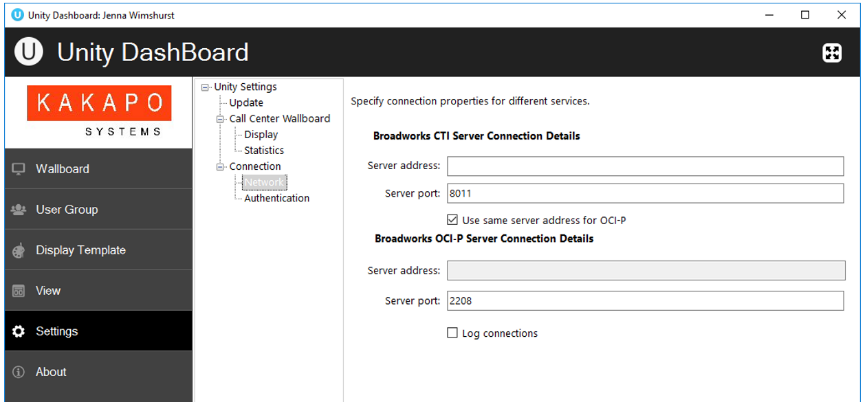 Unity Dashboard: Jenna Wimshurst
U Unity DashBoard
KAKAPO
SYSTEMS
Wallboard
User Group
Display Template
View
Settings
About
Unity Settings
Update
Call Center Wallboard
Display
Statistics
Connection
Network
Authentication
Specify connection properties for different services.
Broadworks CTI Server Connection Details
Server address:
Server port: 8011
Use same server address for OCI-P
Broadworks OCI-P Server Connection Details
Server address:
Server port: 2208
Log connections